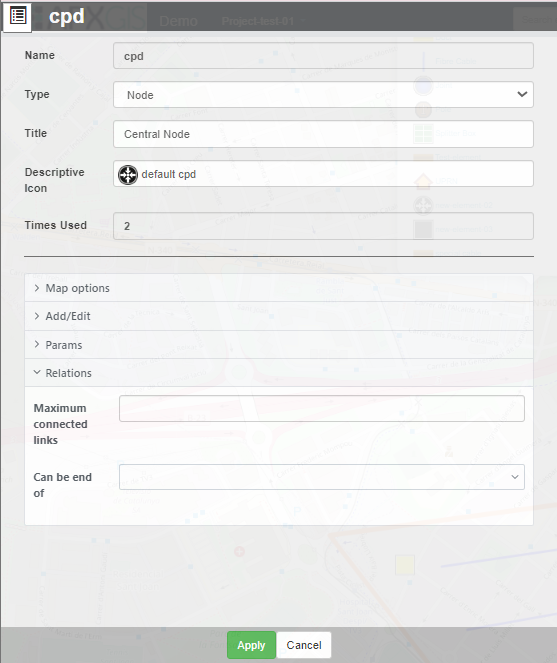 cpd
Demo
Project-test 01
Name
cpd
Type
Node
Title
Central Node
Descriptive
Icon
default cpd
Times Used
2
Map options
Add/Edit
Params
Relations
Maximum
connected
links
Can be end
of
Apply
Cancel